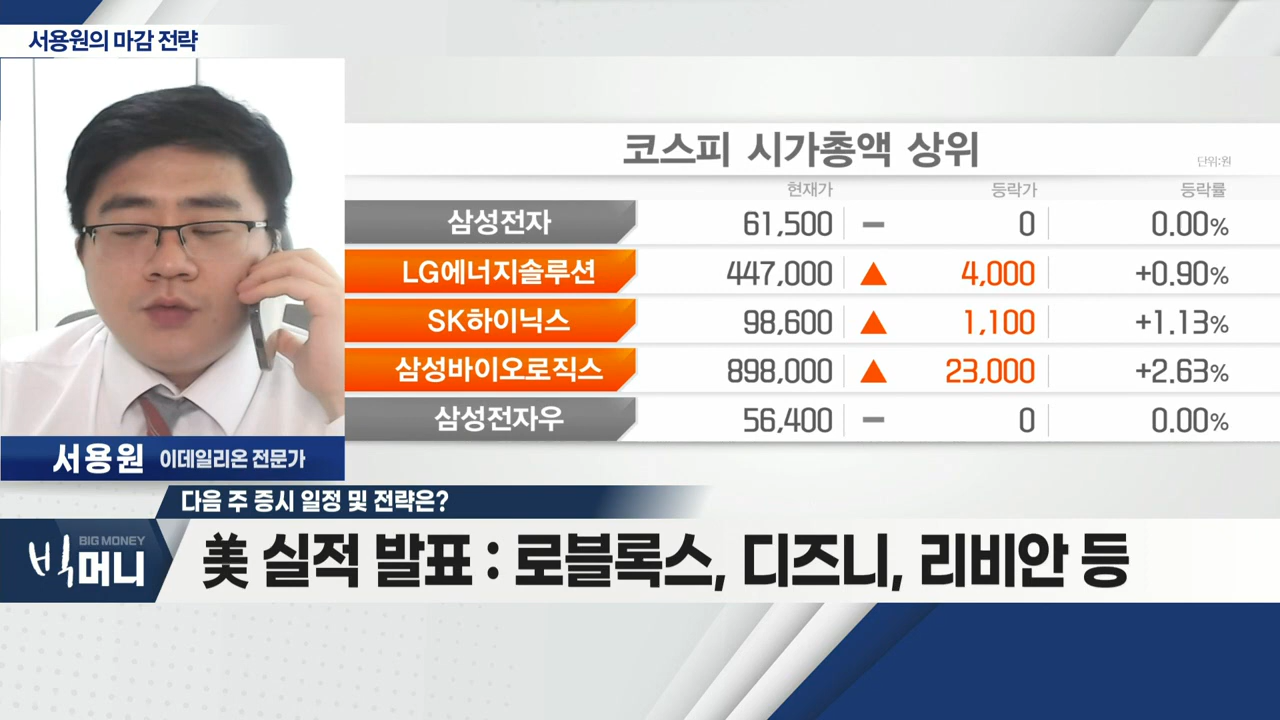 서용원의 마감 전략
코스피 시가총액 상위
단위:원
현재가 등락가 등락률
삼성전자 61,500 0 0.00%
LG에너지솔루션 447,000 ▲ 4,000 +0.90%
SK하이닉스 98,600 ▲ 1,100 +1.13%
삼성바이오로직스 898,000 ▲ 23,000 +2.63%
삼성전자우 56,400 0 0.00%
서용원 이데일리온 전문가
다음 주 증시 일정 및 전략은?
BIG MONEY
빅머니
美 실적 발표 : 로블록스, 디즈니, 리비안 등